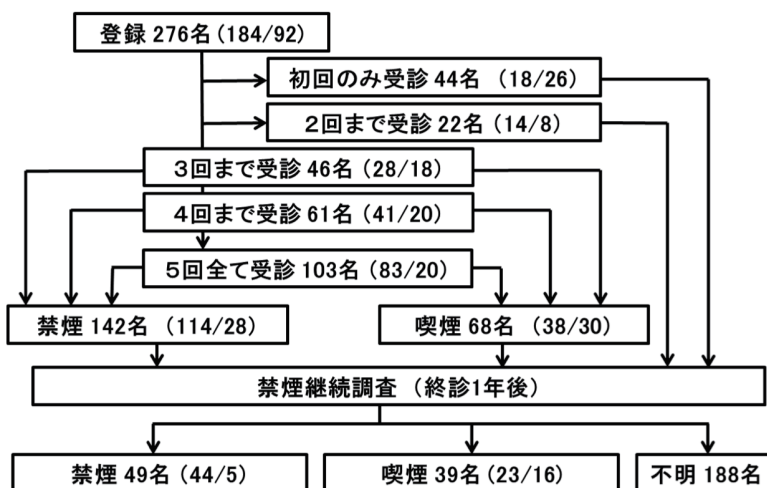 登録 276名 (184/92)
初回のみ受診 44名 (18/26)
2回まで受診 22名 (14/8)
3回まで受診 46名 (28/18)
4回まで受診 61名 (41/20)
5回全て受診 103名 (83/20)
禁煙 142名 (114/28)
喫煙 68名 (38/30)
禁煙継続調査 (終診1年後)
禁煙 49名 (44/5)
喫煙 39名 (23/16)
不明 188名